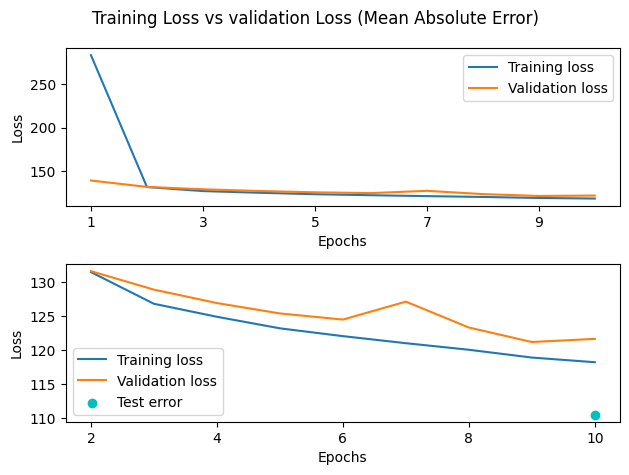 Training Loss vs validation Loss (Mean Absolute Error)
250
200
150
Loss
Training loss
Validation loss
1 3 5 7 9
Epochs
130
125
120
115
110
Loss
Training loss
Validation loss
Test error
2 4 6 8 10
Epochs